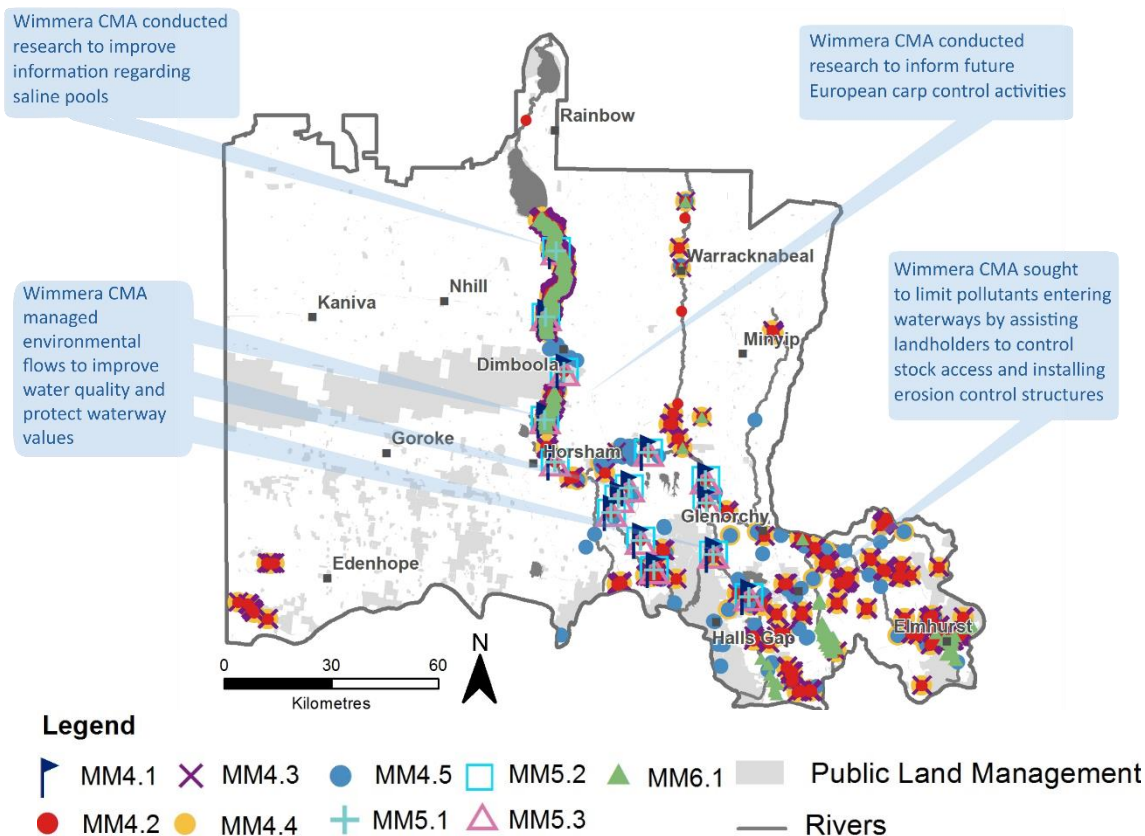 Wimmera CMA conducted
research to improve
information regarding
saline pools
Wimmera CMA conducted
research to inform future
European carp control activities
Rainbow
Warracknabeal
Nhill
Kaniva
Wimmera CMA
managed
environmental
flows to improve
water quality and
protect waterway
values
Wimmera CMA sought
to limit pollutants entering
waterways by assisting
landholders to control
stock access and installing
erosion control structures
Minyip
Dimboola
Goroke
Horsham
Glenorchy
Edenhope
Halls Gap
Elmhurst
N
0 30 60
Kilometres
Legend
MM4.1 MM4.3 MM4.5 MM5.2 MM6.1 Public Land Management
MM4.2 MM4.4 MM5.1 MM5.3 Rivers